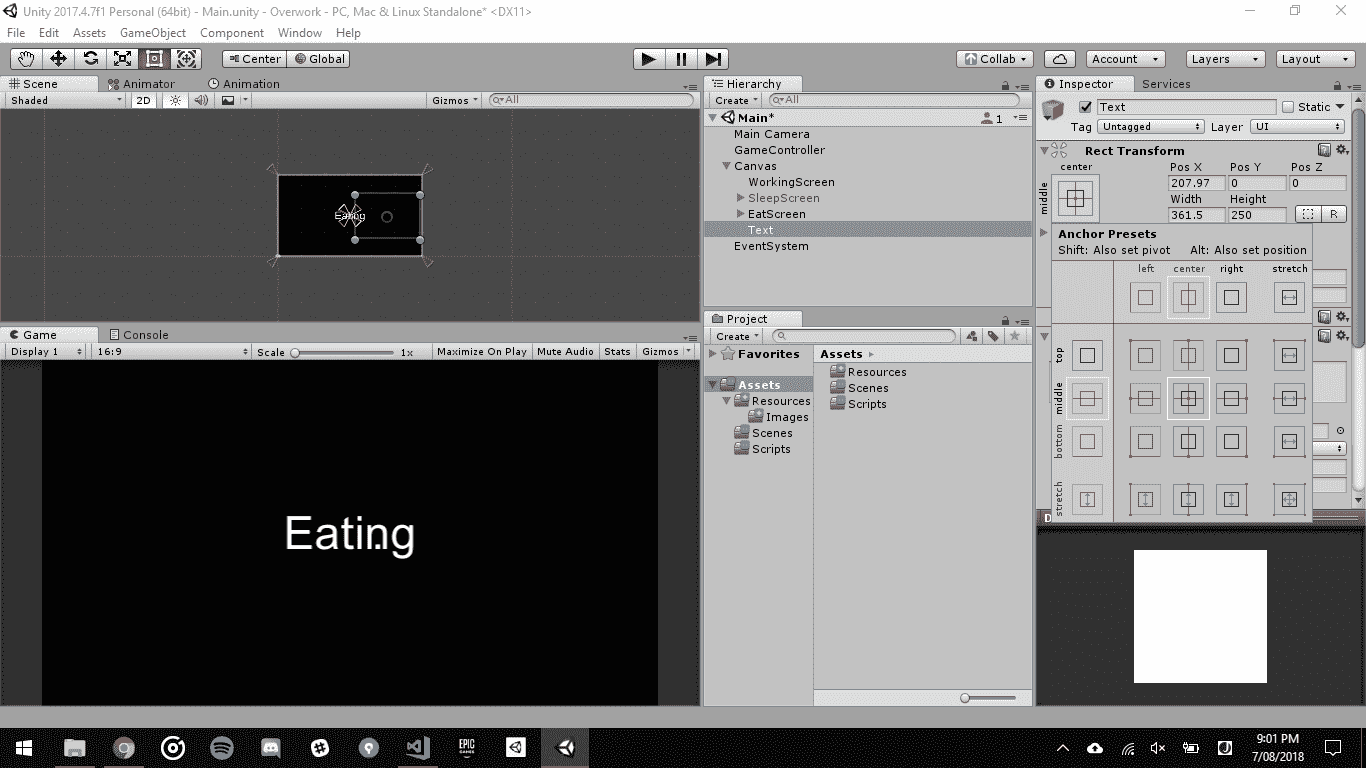 Unity 2017.4.7f1 Personal (64bit) - Main.unity - Overwork - PC, Mac & Linux Standalone* <DX11>
File Edit Assets GameObject Component Window Help
Center Global Collab Account Layers Layout
Scene Animator Animation
Shaded 2D Gizmos All
Eating
Game Console
Display 1 16:9 Scale 1x Maximize On Play Mute Audio Stats Gizmos
Eating
Hierarchy
Create All
Main* 1
Main Camera
GameController
Canvas
WorkingScreen
SleepScreen
EatScreen
Text
EventSystem
Project
Create
Favorites
Assets
Resources
Images
Scenes
Scripts
Assets
Resources
Scenes
Scripts
Inspector Services
Text Static
Tag Untagged Layer UI
Rect Transform
center
middle
Pos X Pos Y Pos Z
207.97 0 0
Width Height
361.5 250 R
Anchor Presets
Shift: Also set pivot Alt: Also set position
left center right stretch
top
middle
bottom
stretch
D
EPIC
GAMES
9:01 PM
7/08/2018